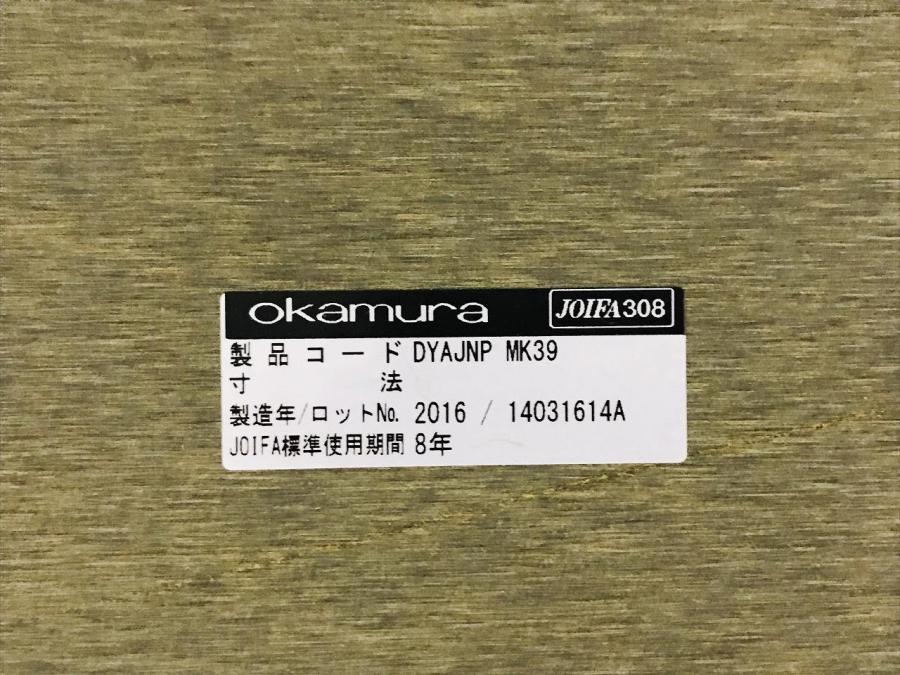 okamura JOIFA308
製品コード DYAJNP MK39
寸法
製造年/ロットNo. 2016 / 14031614A
JOIFA標準使用期間 8年